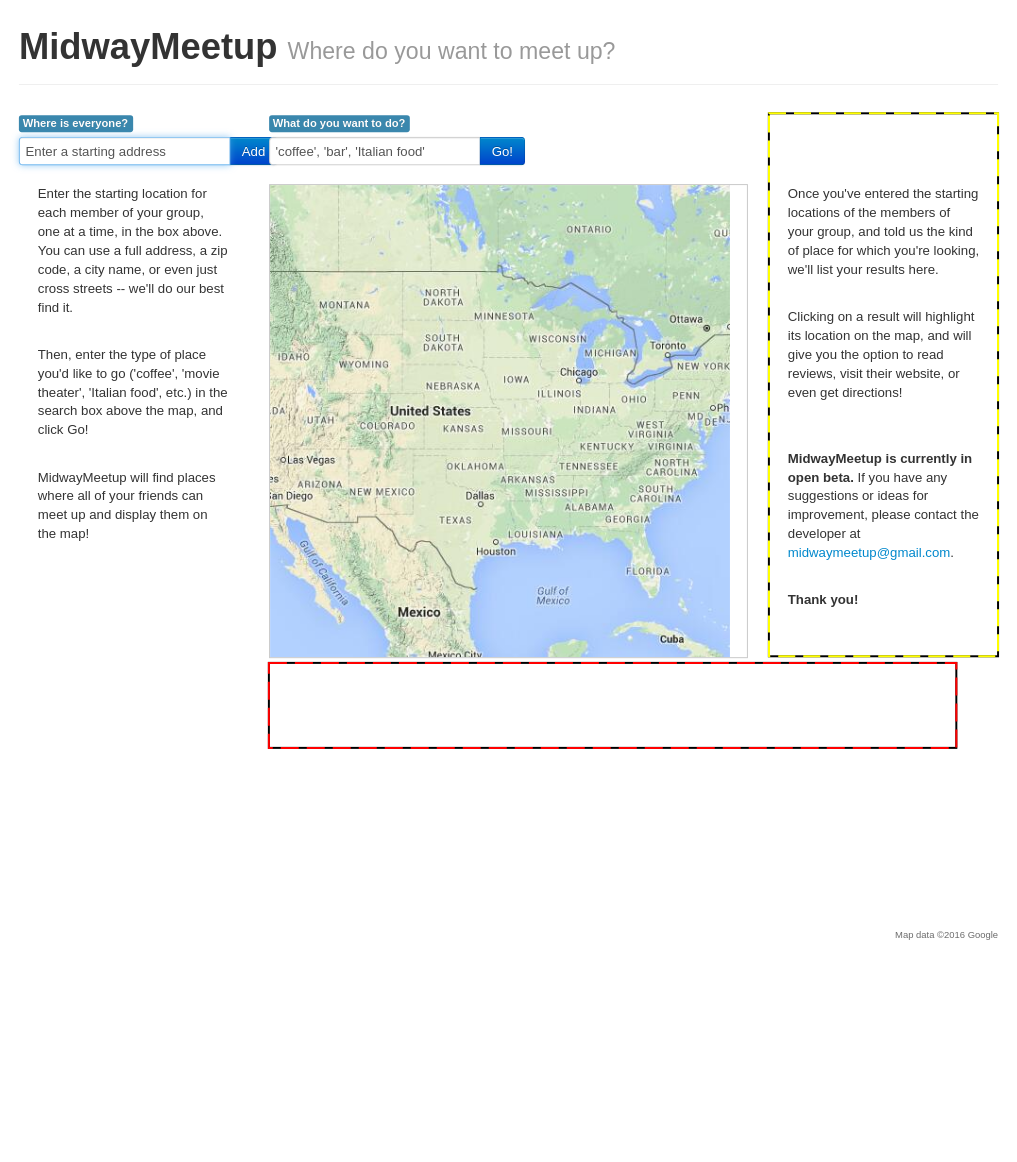 MidwayMeetup Where do you want to meet up?
Where is everyone?
What do you want to do?
Enter a starting address
Add
'coffee', 'bar', 'Italian food'
Go!
Enter the starting location for
each member of your group,
one at a time, in the box above.
You can use a full address, a zip
code, a city name, or even just
cross streets -- we'll do our best
find it.
Then, enter the type of place
you'd like to go ('coffee', 'movie
theater', 'Italian food', etc.) in the
search box above the map, and
click Go!
MidwayMeetup will find places
where all of your friends can
meet up and display them on
the map!
ONTARIO
QU
NORTH
DAKOTA
MONTANA
MINNESOTA
Ottawa
SOUTH
DAKOTA
WISCONSIN
Toronto
MICHIGAN
IDAHO
WYOMING
NEW YORK
Chicago
IOWA
NEBRASKA
ILLINOIS
OHIO
PENN
INDIANA
Ph
United States
MD
DE
N
UTAH
COLORADO
KANSAS
MISSOURI
WEST
VIRGINIA
KENTUCKY
VIRGINIA
Las Vegas
OKLAHOMA
TENNESSEE
NORTH
CAROLINA
es
ARIZONA
NEW MEXICO
ARKANSAS
San Diego
Dallas
MISSISSIPPI
SOUTH
CAROLINA
ALABAMA
TEXAS
GEORGIA
LOUISIANA
Houston
Gulf of California
FLORIDA
Gulf of
Mexico
Mexico
Cuba
Mexico City
Once you've entered the starting
locations of the members of
your group, and told us the kind
of place for which you're looking,
we'll list your results here.
Clicking on a result will highlight
its location on the map, and will
give you the option to read
reviews, visit their website, or
even get directions!
MidwayMeetup is currently in
open beta. If you have any
suggestions or ideas for
improvement, please contact the
developer at
midwaymeetup@gmail.com.
Thank you!
Map data ©2016 Google